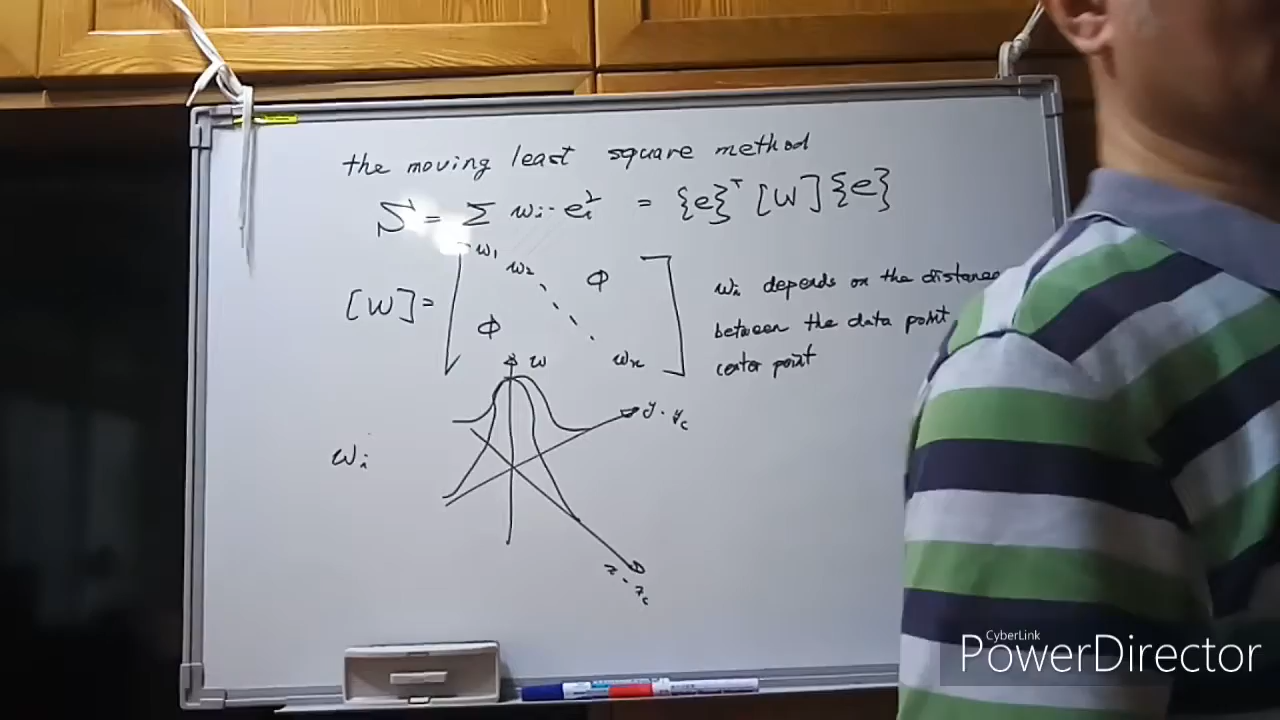 the moving least square method
S = Σ wi · ei² = {e}ᵀ [W] {e}
[W] = [ w1 w2 ϕ ϕ wn ]
wi depends on the distance
between the data point
center point
w
y - yc
wi
x - xc
CyberLink
PowerDirector